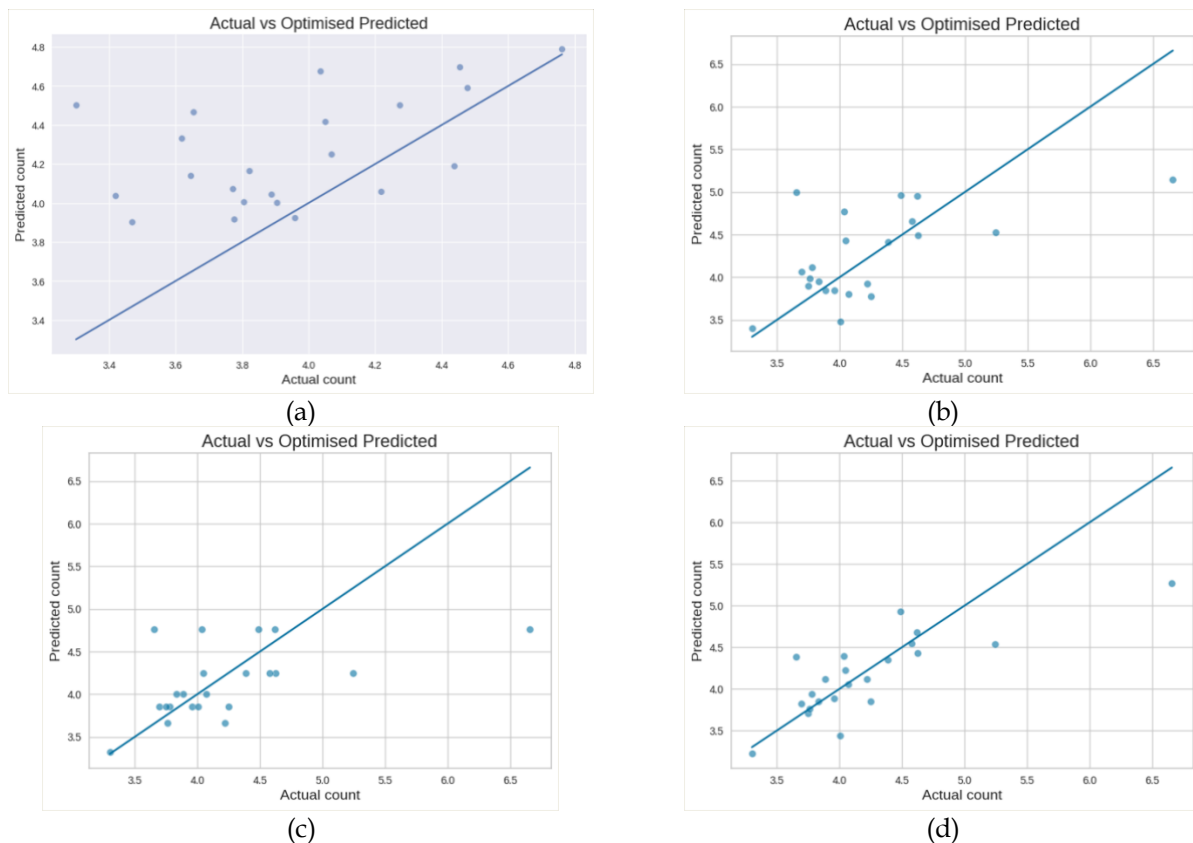 Actual vs Optimised Predicted
Predicted count
4.8
4.6
4.4
4.2
4.0
3.8
3.6
3.4
3.4 3.6 3.8 4.0 4.2 4.4 4.6 4.8
Actual count
(a)
Actual vs Optimised Predicted
Predicted count
6.5
6.0
5.5
5.0
4.5
4.0
3.5
3.5 4.0 4.5 5.0 5.5 6.0 6.5
Actual count
(b)
Actual vs Optimised Predicted
Predicted count
6.5
6.0
5.5
5.0
4.5
4.0
3.5
3.5 4.0 4.5 5.0 5.5 6.0 6.5
Actual count
(c)
Actual vs Optimised Predicted
Predicted count
6.5
6.0
5.5
5.0
4.5
4.0
3.5
3.5 4.0 4.5 5.0 5.5 6.0 6.5
Actual count
(d)